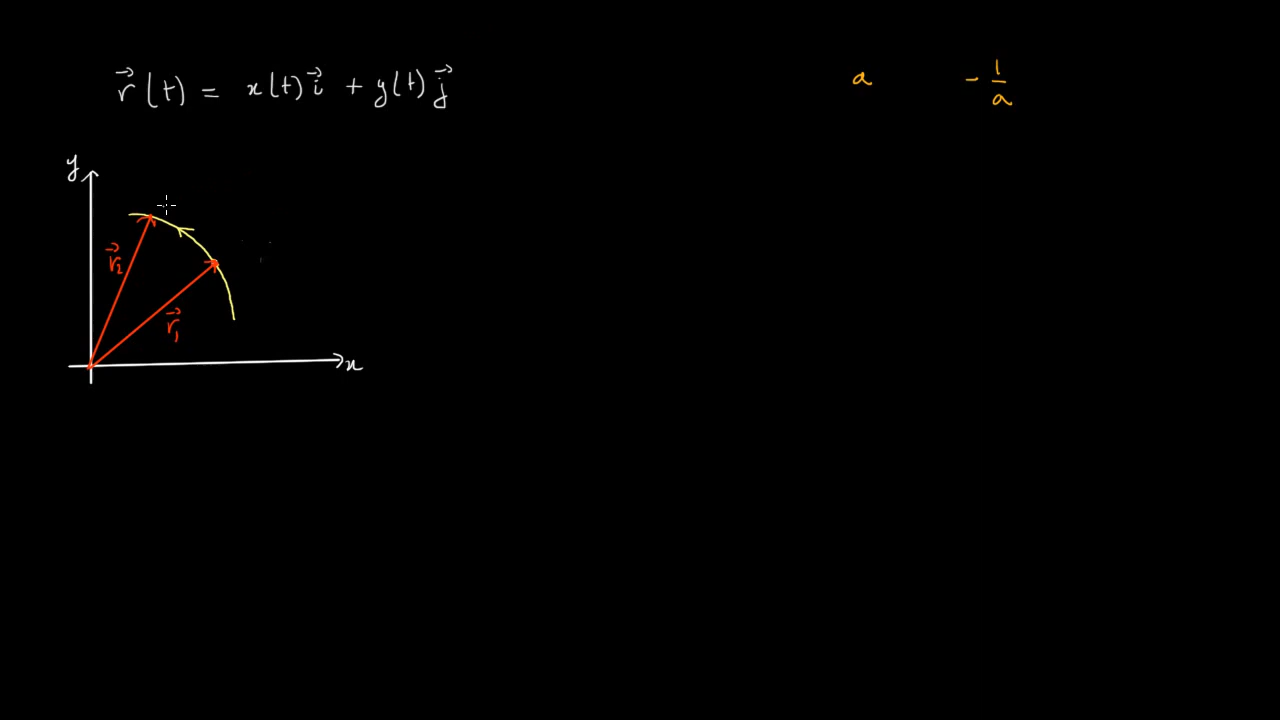 r⃗(t) = x(t) i⃗ + y(t) j⃗
a
- 1/a
y
r⃗₂
r⃗₁
x